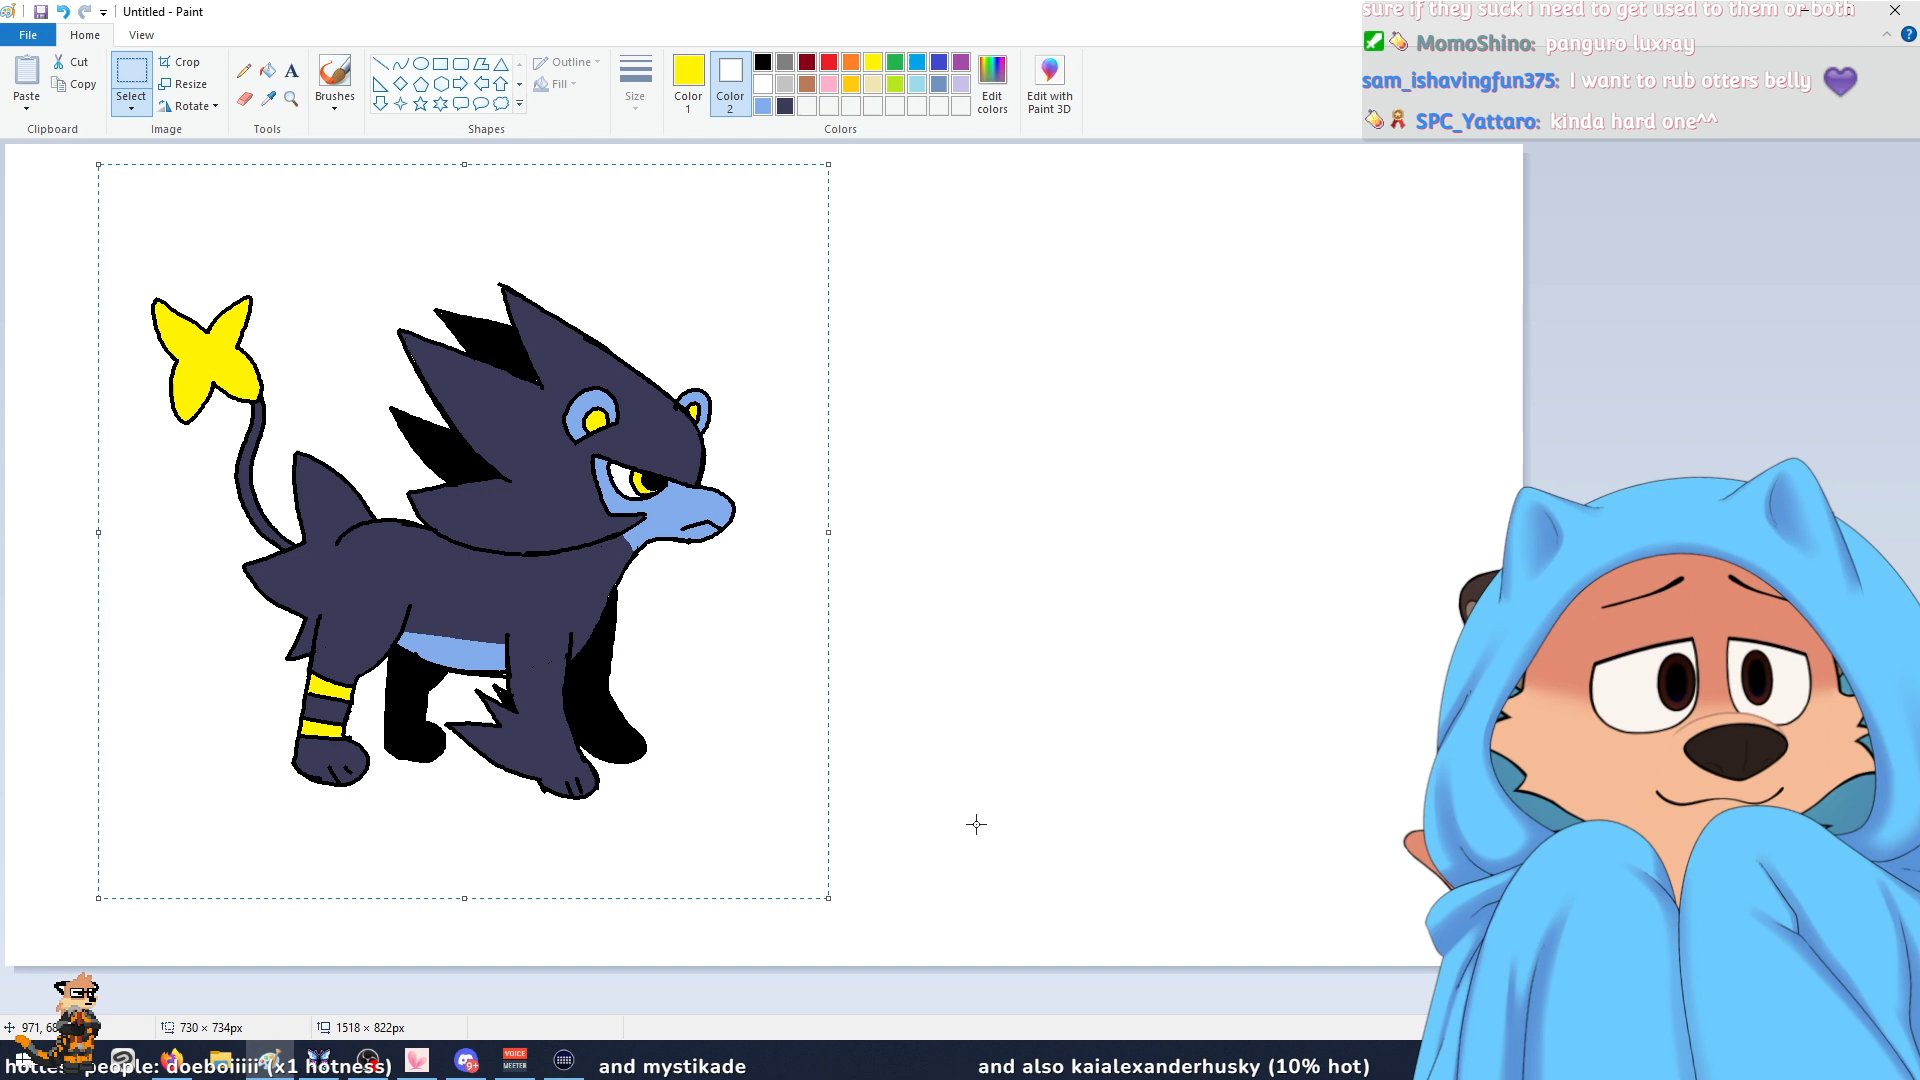 Untitled - Paint
File
Home
View
Paste
Cut
Copy
Clipboard
Select
Crop
Resize
Rotate
Image
Tools
Brushes
Shapes
Outline
Fill
Size
Color 1
Color 2
Colors
Edit colors
Edit with Paint 3D
sure if they suck i need to get used to them or both
MomoShino: panguro luxray
sam_ishavingfun375: I want to rub otters belly
SPC_Yattaro: kinda hard one^^
730 × 734px
1518 × 822px
9+
VOICE MEETER
people: doeboiiiii (x1 hotness)
and mystikade
and also kaialexanderhusky (10% hot)